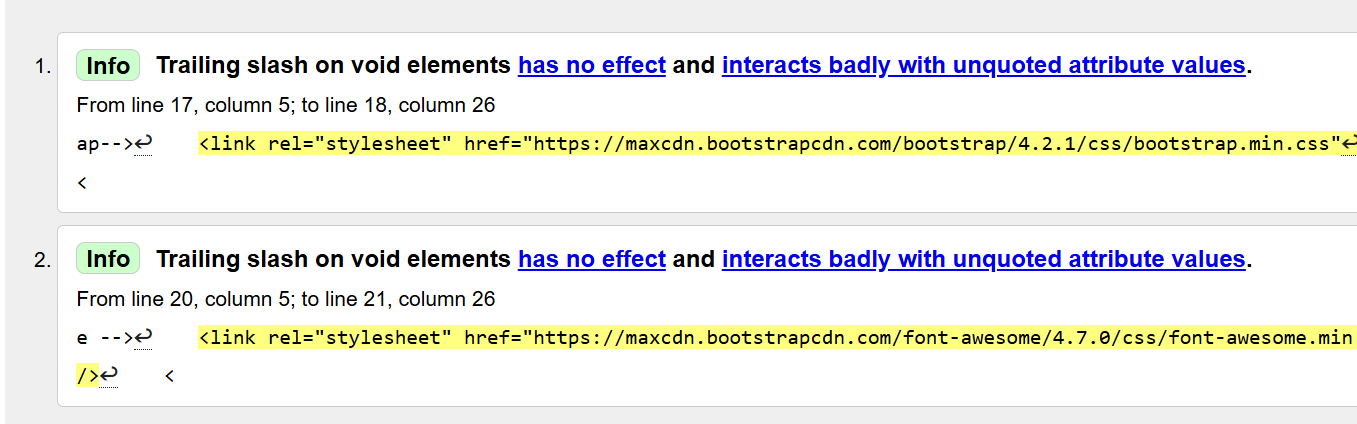 1. Info Trailing slash on void elements has no effect and interacts badly with unquoted attribute values.
From line 17, column 5; to line 18, column 26
ap-->↩    <link rel="stylesheet" href="https://maxcdn.bootstrapcdn.com/bootstrap/4.2.1/css/bootstrap.min.css"↩
<
2. Info Trailing slash on void elements has no effect and interacts badly with unquoted attribute values.
From line 20, column 5; to line 21, column 26
e -->↩    <link rel="stylesheet" href="https://maxcdn.bootstrapcdn.com/font-awesome/4.7.0/css/font-awesome.min
/>↩    <